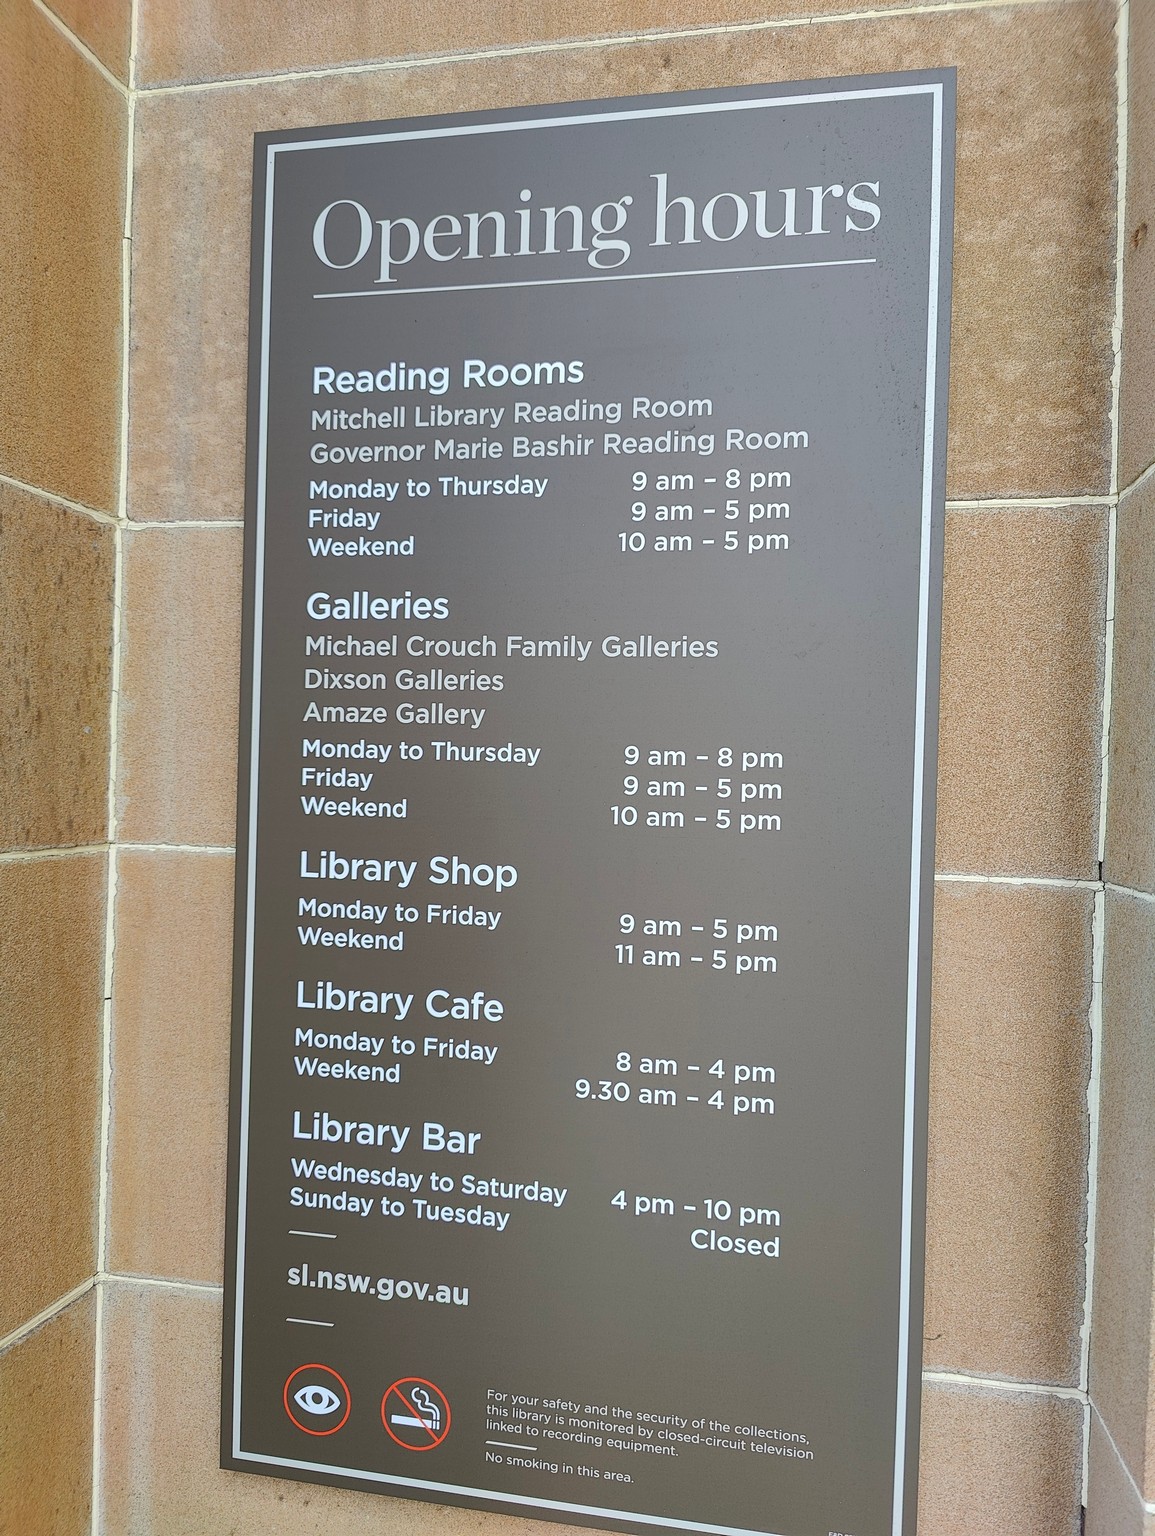 Opening hours
Reading Rooms
Mitchell Library Reading Room
Governor Marie Bashir Reading Room
Monday to Thursday 9 am – 8 pm
Friday 9 am – 5 pm
Weekend 10 am – 5 pm
Galleries
Michael Crouch Family Galleries
Dixson Galleries
Amaze Gallery
Monday to Thursday 9 am – 8 pm
Friday 9 am – 5 pm
Weekend 10 am – 5 pm
Library Shop
Monday to Friday 9 am – 5 pm
Weekend 11 am – 5 pm
Library Cafe
Monday to Friday 8 am – 4 pm
Weekend 9.30 am – 4 pm
Library Bar
Wednesday to Saturday 4 pm – 10 pm
Sunday to Tuesday Closed
sl.nsw.gov.au
For your safety and the security of the collections,
this library is monitored by closed-circuit television
linked to recording equipment.
No smoking in this area.